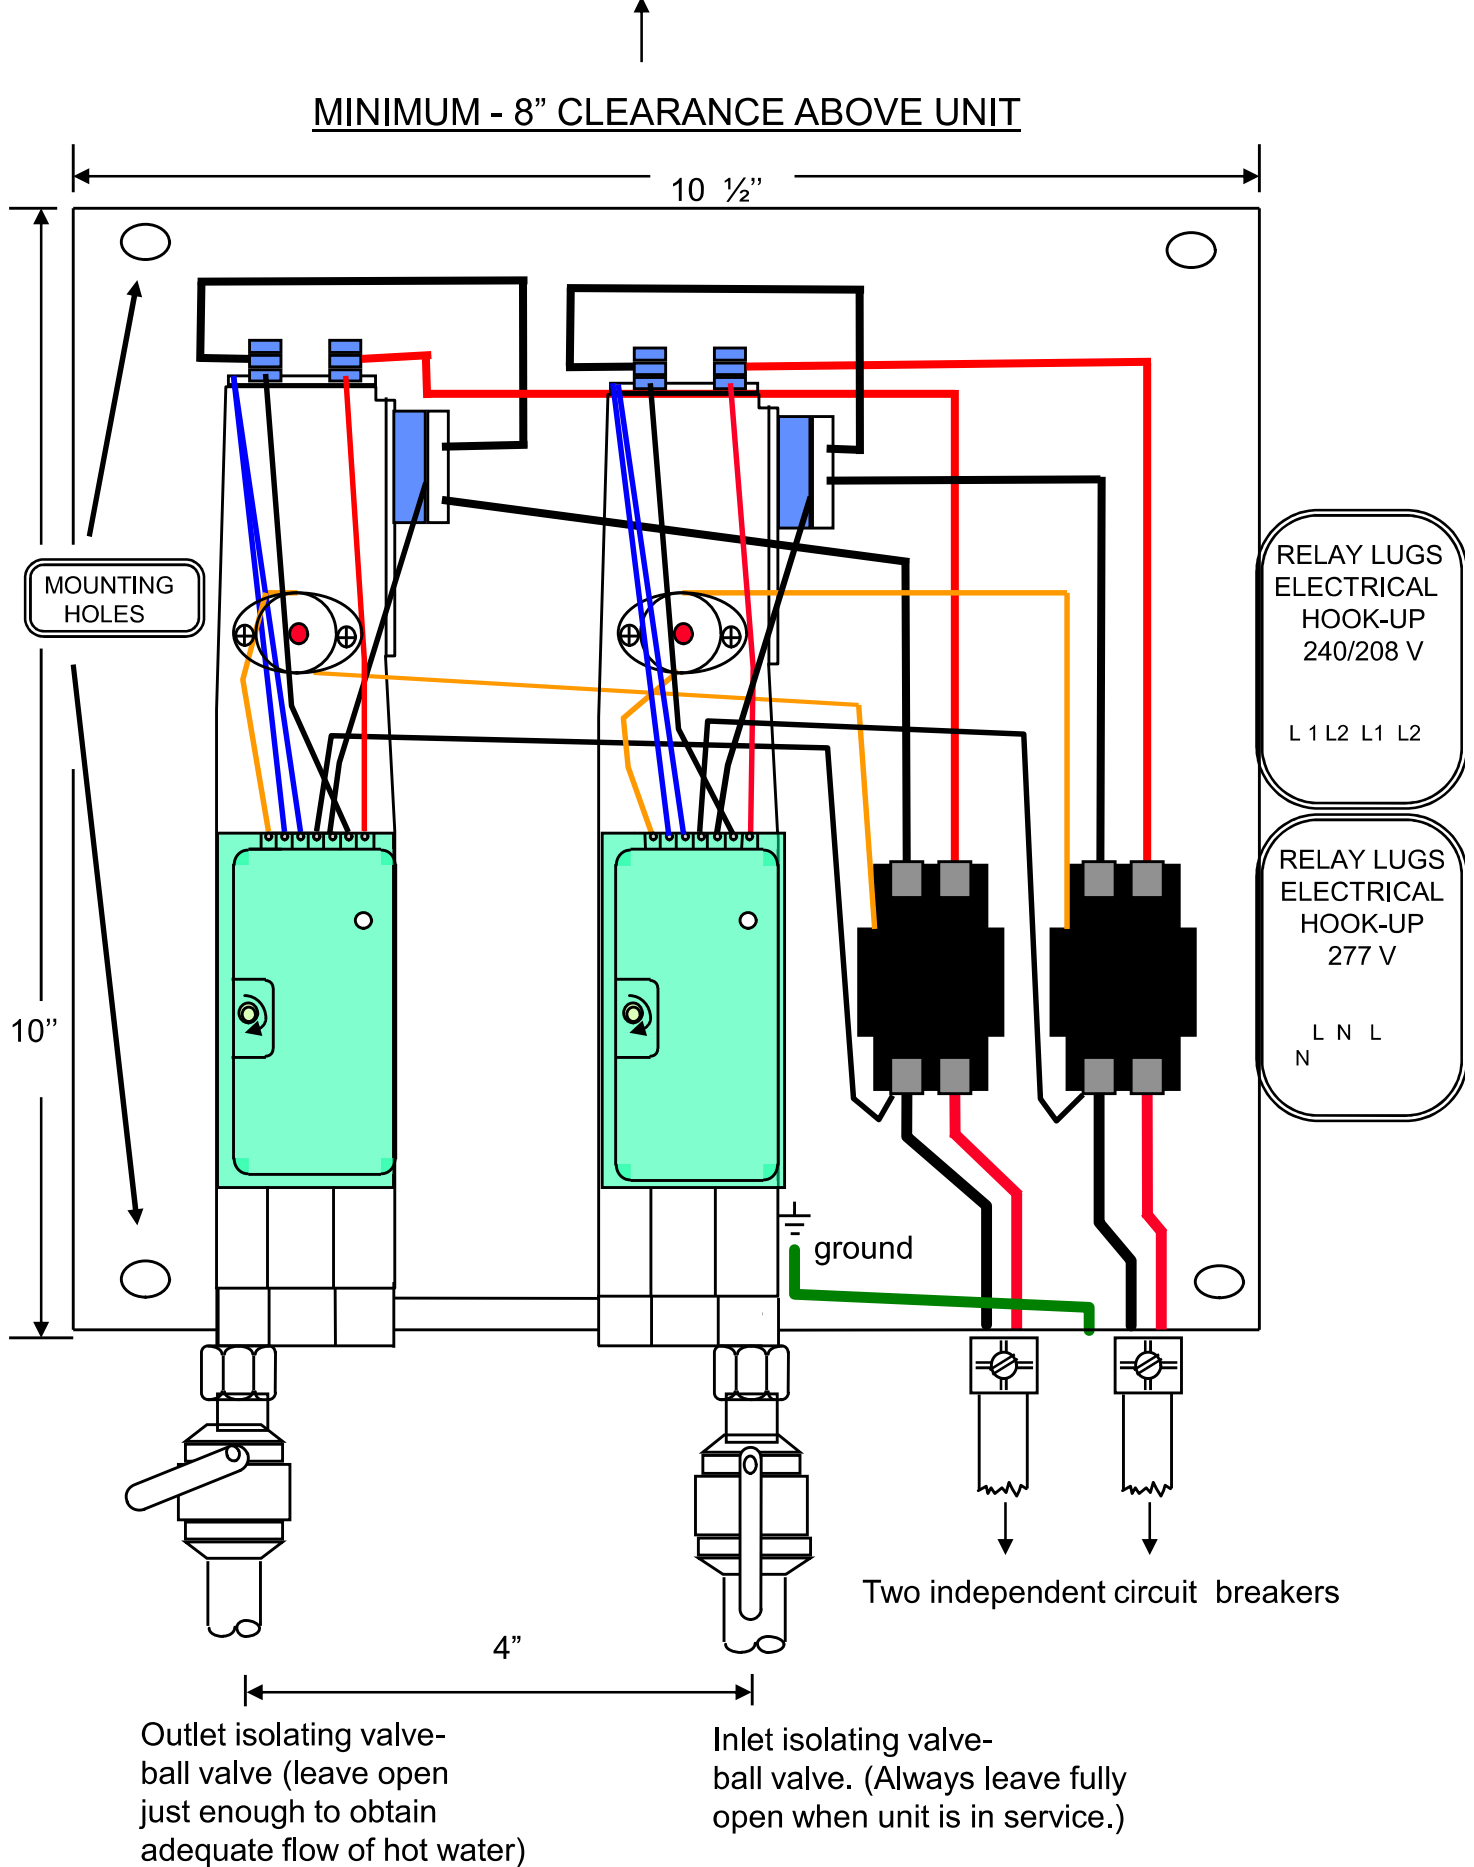 MINIMUM - 8” CLEARANCE ABOVE UNIT
10 ½’’
MOUNTING
HOLES
10’’
RELAY LUGS
ELECTRICAL
HOOK-UP
240/208 V
L 1 L2 L1 L2
RELAY LUGS
ELECTRICAL
HOOK-UP
277 V
L N L
N
ground
Two independent circuit breakers
4”
Outlet isolating valve-
ball valve (leave open
just enough to obtain
adequate flow of hot water)
Inlet isolating valve-
ball valve. (Always leave fully
open when unit is in service.)